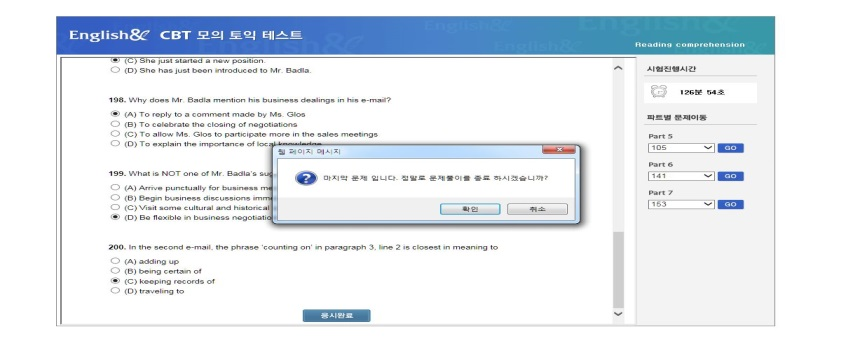 English& CBT 모의 토익 테스트
Reading comprehension
(C) She just started a new position.
(D) She has just been introduced to Mr. Badla.
198. Why does Mr. Badla mention his business dealings in his e-mail?
(A) To reply to a comment made by Ms. Glos
(B) To celebrate the closing of negotiations
(C) To allow Ms. Glos to participate more in the sales meetings
(D) To explain the importance of local knowledge
199. What is NOT one of Mr. Badla's sug
(A) Arrive punctually for business me
(B) Begin business discussions imme
(C) Visit some cultural and historical
(D) Be flexible in business negotiatio
웹 페이지 메시지
마지막 문제 입니다. 정말로 문제풀이를 종료 하시겠습니까?
확인
취소
200. In the second e-mail, the phrase 'counting on' in paragraph 3, line 2 is closest in meaning to
(A) adding up
(B) being certain of
(C) keeping records of
(D) traveling to
응시완료
시험진행시간
126분 54초
파트별 문제이동
Part 5
105 GO
Part 6
141 GO
Part 7
153 GO